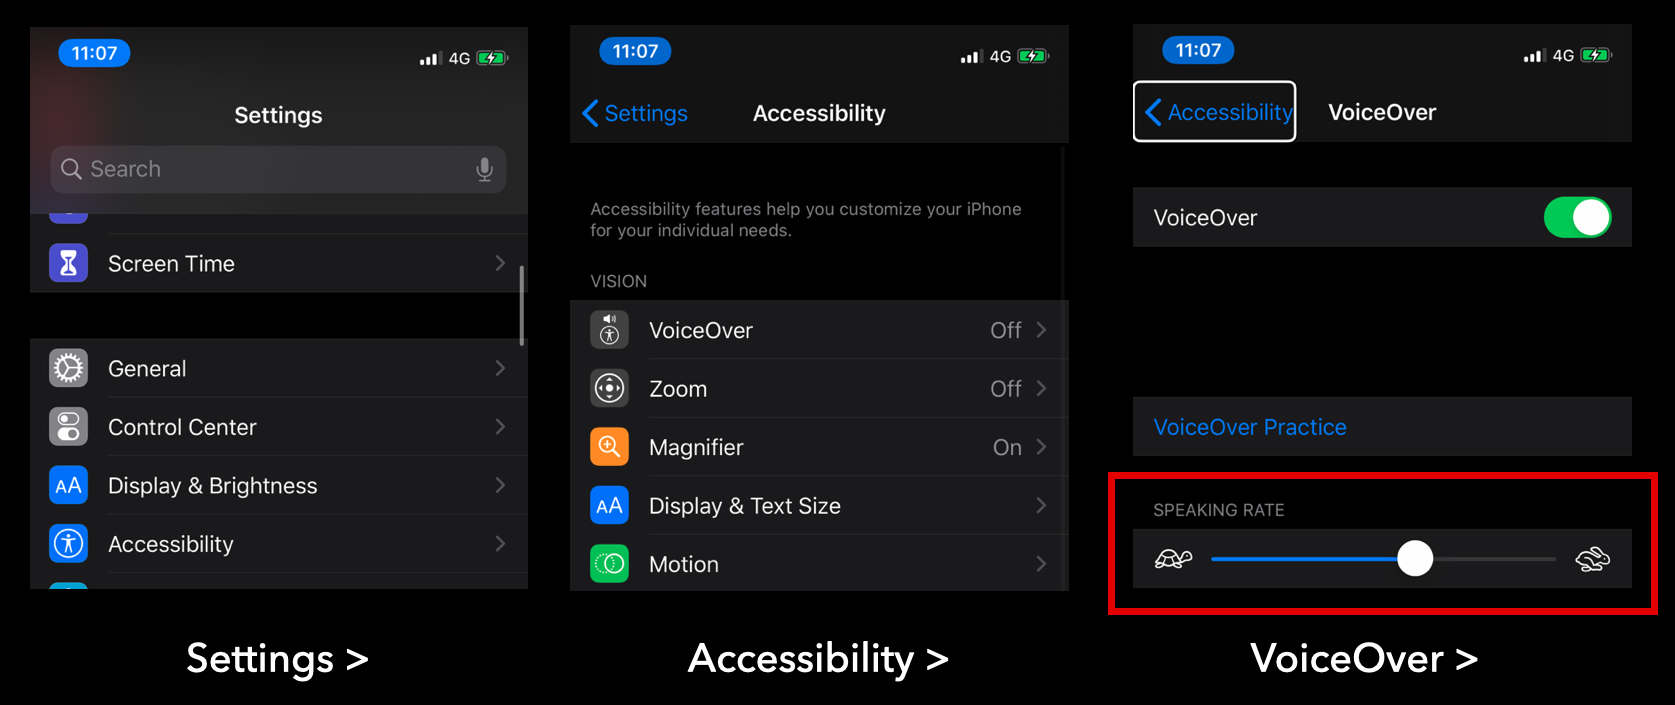 11:07
4G
Settings
Search
Screen Time
General
Control Center
AA Display & Brightness
Accessibility
Settings >
11:07
4G
Settings
Accessibility
Accessibility features help you customize your iPhone
for your individual needs.
VISION
VoiceOver Off
Zoom Off
Magnifier On
AA Display & Text Size
Motion
Accessibility >
11:07
4G
Accessibility
VoiceOver
VoiceOver
VoiceOver Practice
SPEAKING RATE
VoiceOver >